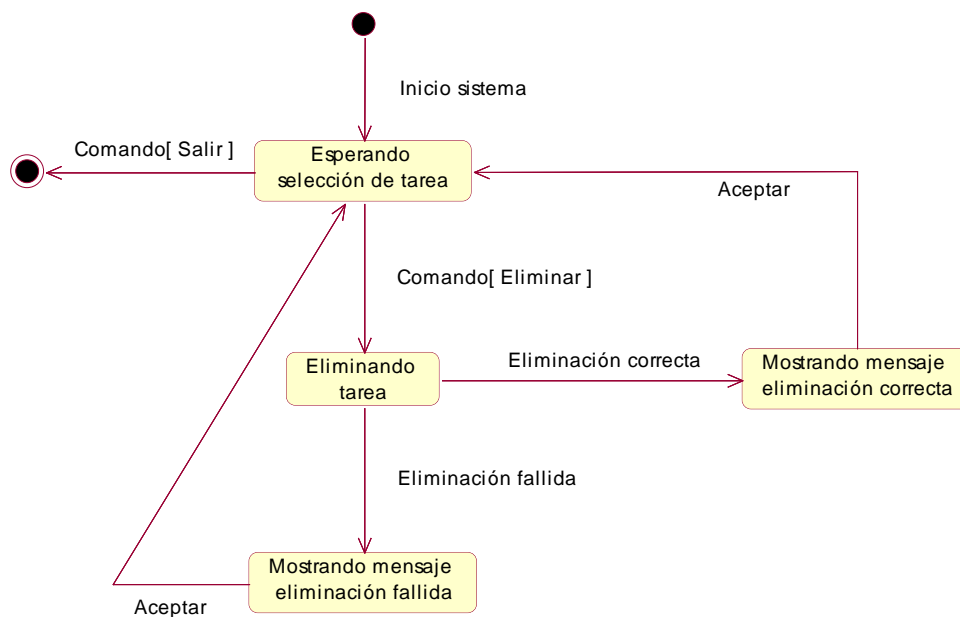 Inicio sistema
Comando[ Salir ]
Esperando
selección de tarea
Aceptar
Comando[ Eliminar ]
Eliminando
tarea
Eliminación correcta
Mostrando mensaje
eliminación correcta
Eliminación fallida
Mostrando mensaje
eliminación fallida
Aceptar